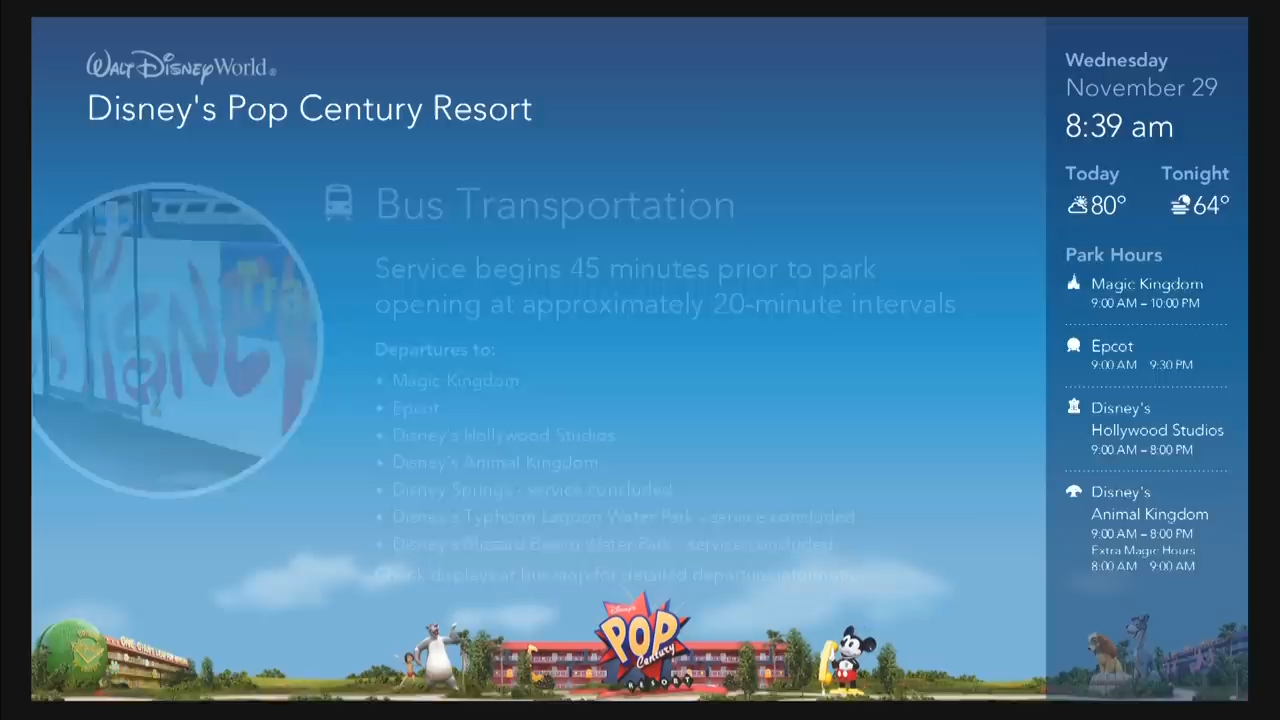 Walt Disney World®
Disney's Pop Century Resort
Bus Transportation
Service begins 45 minutes prior to park
opening at approximately 20-minute intervals
Departures to:
• Magic Kingdom
• Epcot
• Disney's Hollywood Studios
• Disney's Animal Kingdom
• Disney Springs - service concluded
• Disney's Typhoon Lagoon Water Park - service concluded
• Disney's Blizzard Beach Water Park - service concluded
Check displays at bus stop for detailed departure information
Wednesday
November 29
8:39 am
Today Tonight
80° 64°
Park Hours
Magic Kingdom
9:00 AM – 10:00 PM
Epcot
9:00 AM 9:30 PM
Disney's
Hollywood Studios
9:00 AM – 8:00 PM
Disney's
Animal Kingdom
9:00 AM – 8:00 PM
Extra Magic Hours
8:00 AM 9:00 AM
Disney
Tra
Disney's
POP
Century
RESORT